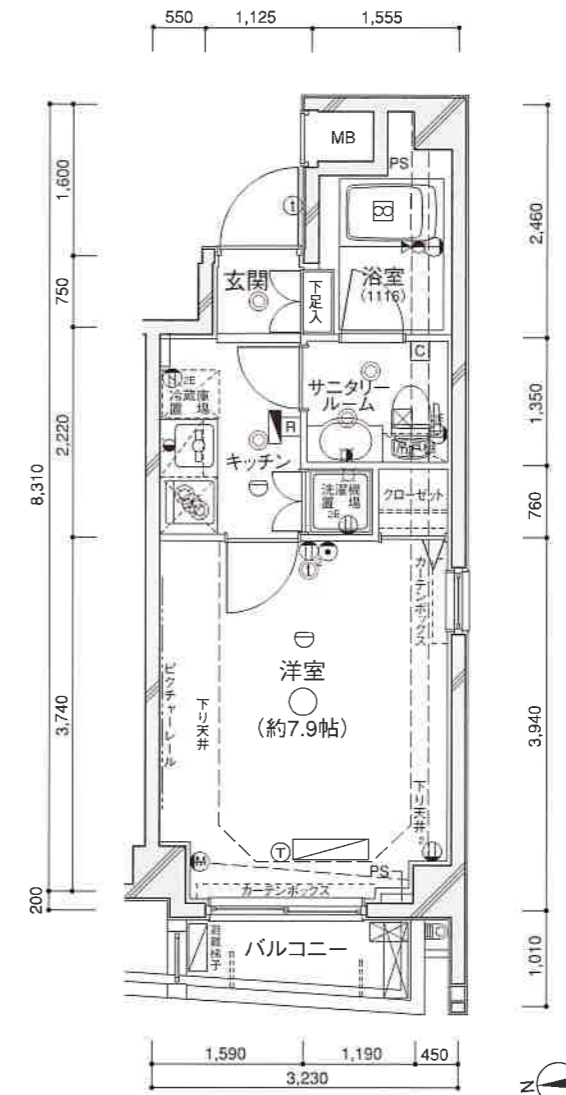 550 1,125 1,555
MB
PS
1,600
2,460
玄関
下足入
浴室
(1116)
750
C
サニタリー
ルーム
1,350
2E
冷蔵庫
置場
R
キッチン
2,220
8,310
洗濯機
置場
2E
クローゼット
760
カーテンボックス
洋室
(約7.9帖)
ピクチャーレール
下り天井
3,740
3,940
下り天井
T
M
PS
カーテンボックス
200
避難梯子
バルコニー
1,010
1,590 1,190 450
3,230
N